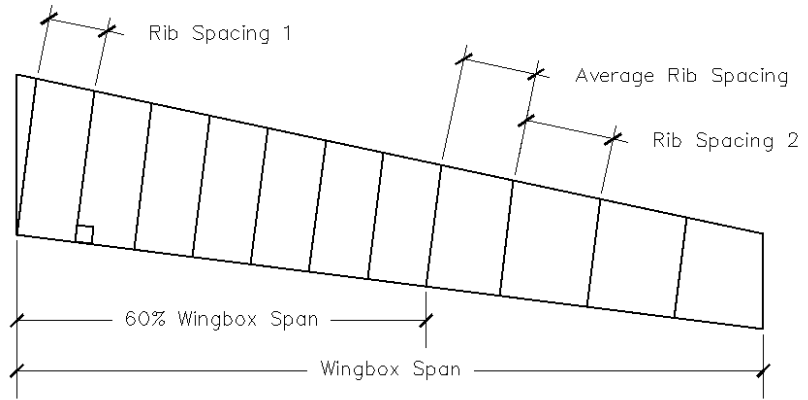 Rib Spacing 1
Average Rib Spacing
Rib Spacing 2
60% Wingbox Span
Wingbox Span